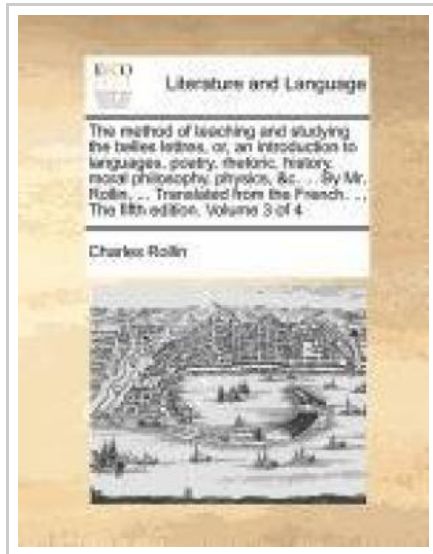 ECCO
Literature and Language
The method of teaching and studying
the belles lettres, or, an introduction to
languages, poetry, rhetoric, history,
moral philosophy, physics, &c. ... By Mr.
Rollin, ... Translated from the French. ...
The fifth edition. Volume 3 of 4
Charles Rollin